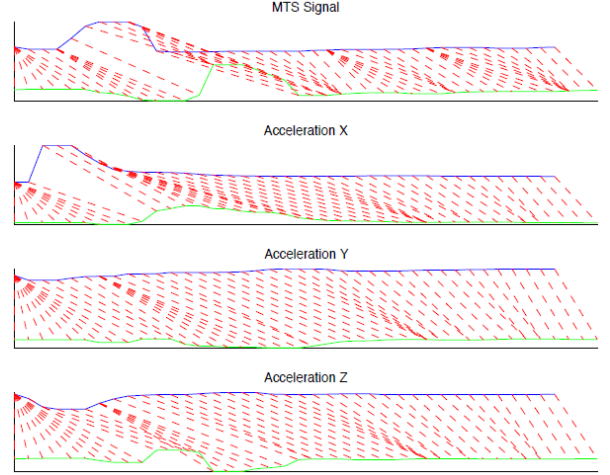 MTS Signal
Acceleration X
Acceleration Y
Acceleration Z